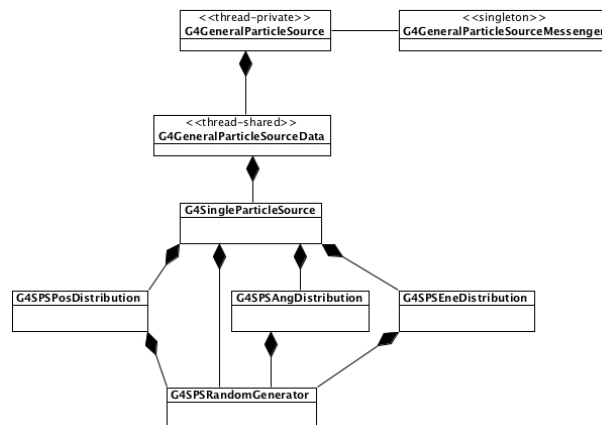 <<thread-private>>
G4GeneralParticleSource
<<singleton>>
G4GeneralParticleSourceMessenger
<<thread-shared>>
G4GeneralParticleSourceData
G4SingleParticleSource
G4SPSPosDistribution
G4SPSAngDistribution
G4SPSEneDistribution
G4SPSRandomGenerator